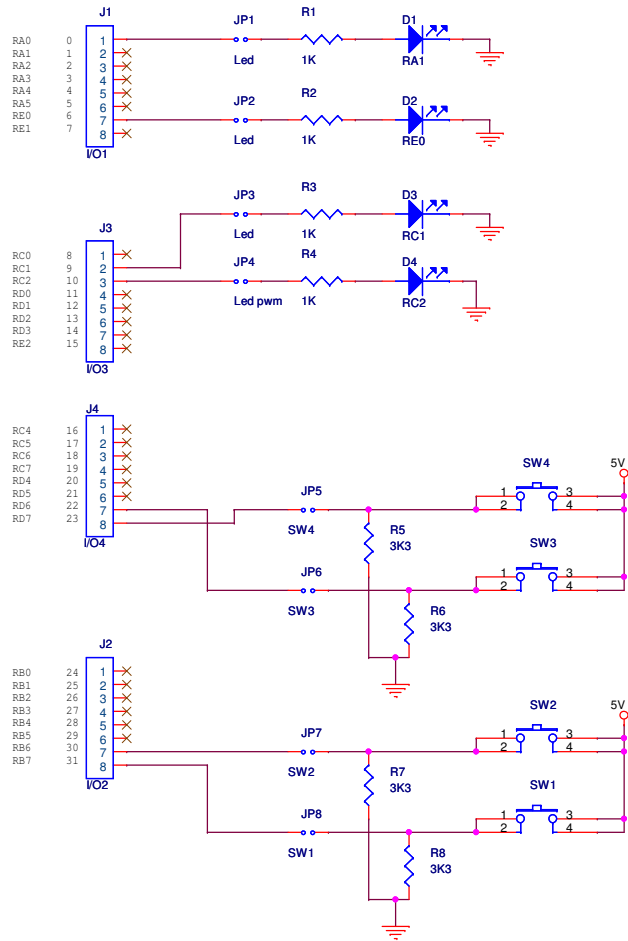 J1
RA0 0 1
RA1 1 2
RA2 2 3
RA3 3 4
RA4 4 5
RA5 5 6
RE0 6 7
RE1 7 8
I/O1
JP1 R1 D1
Led 1K RA1
JP2 R2 D2
Led 1K RE0
JP3 R3 D3
Led 1K RC1
J3
RC0 8 1
RC1 9 2
RC2 10 3
RD0 11 4
RD1 12 5
RD2 13 6
RD3 14 7
RE2 15 8
I/O3
JP4 R4 D4
Led pwm 1K RC2
J4
RC4 16 1
RC5 17 2
RC6 18 3
RC7 19 4
RD4 20 5
RD5 21 6
RD6 22 7
RD7 23 8
I/O4
JP5
SW4
R5
3K3
SW4
1 3
2 4
5V
JP6
SW3
R6
3K3
SW3
1 3
2 4
J2
RB0 24 1
RB1 25 2
RB2 26 3
RB3 27 4
RB4 28 5
RB5 29 6
RB6 30 7
RB7 31 8
I/O2
JP7
SW2
R7
3K3
SW2
1 3
2 4
5V
JP8
SW1
R8
3K3
SW1
1 3
2 4